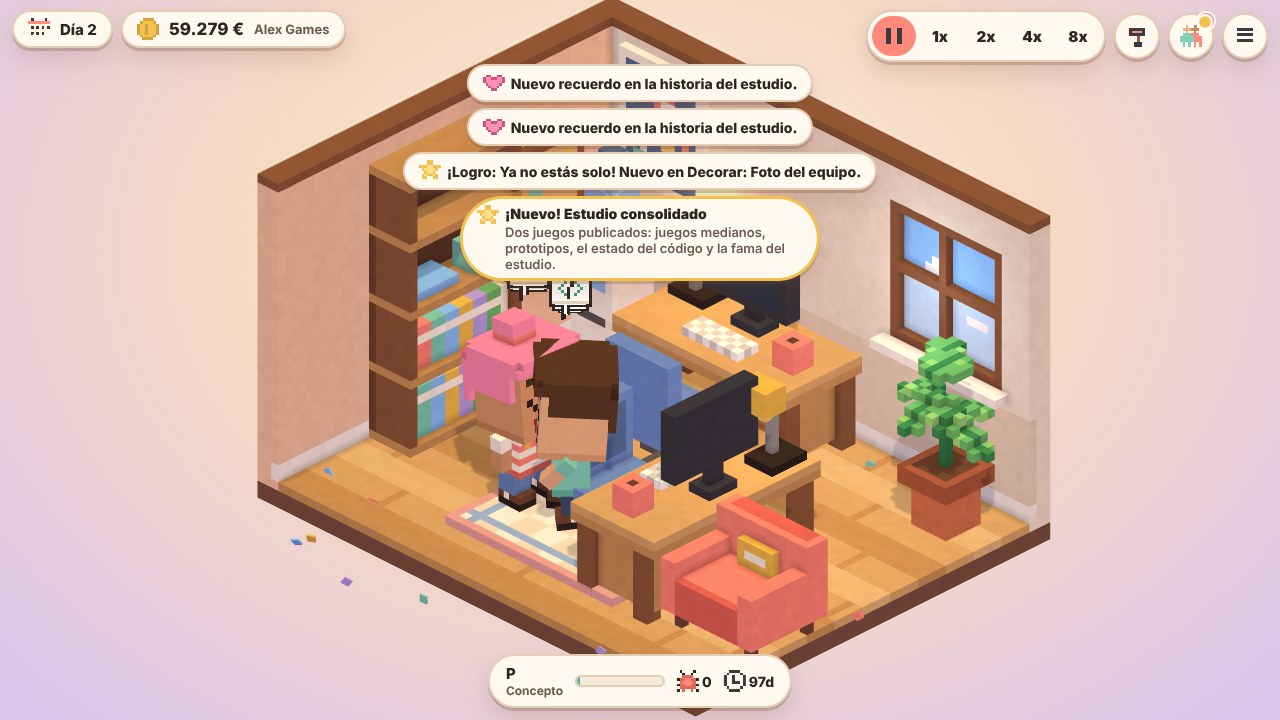 Día 2
59.279 € Alex Games
1x 2x 4x 8x
Nuevo recuerdo en la historia del estudio.
Nuevo recuerdo en la historia del estudio.
¡Logro: Ya no estás solo! Nuevo en Decorar: Foto del equipo.
¡Nuevo! Estudio consolidado
Dos juegos publicados: juegos medianos,
prototipos, el estado del código y la fama del
estudio.
P
Concepto
0
97d